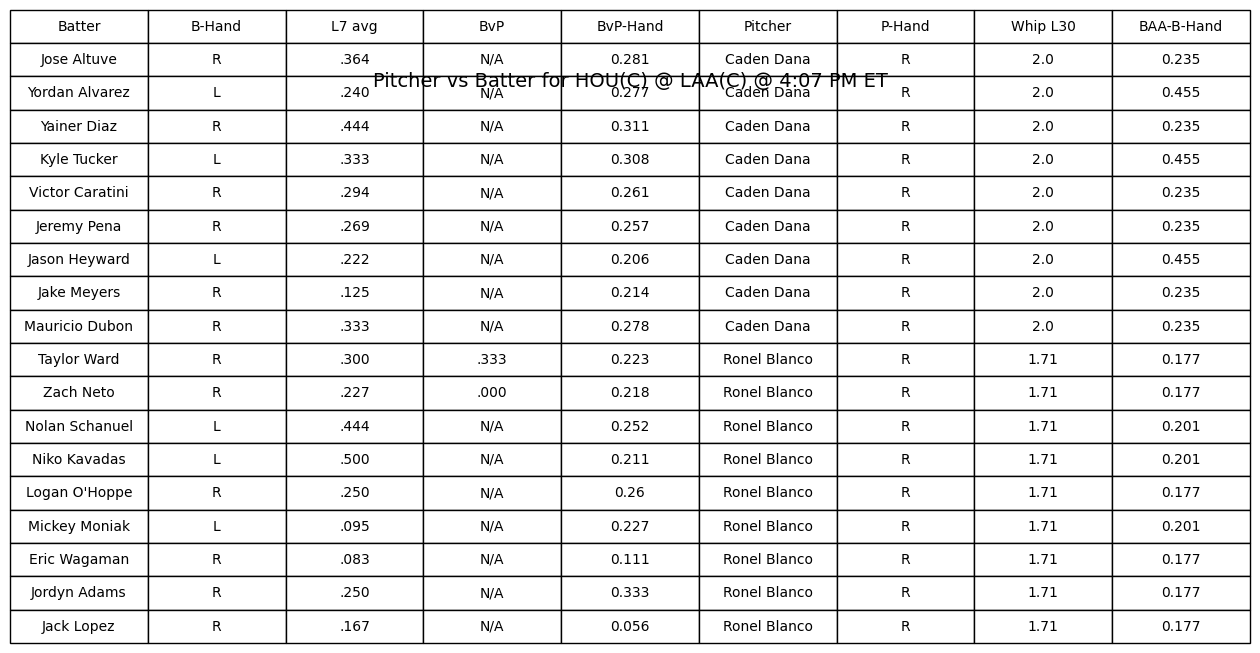 Batter B-Hand L7 avg BvP BvP-Hand Pitcher P-Hand Whip L30 BAA-B-Hand
Jose Altuve R .364 N/A 0.281 Caden Dana R 2.0 0.235
Pitcher vs Batter for HOU(C) @ LAA(C) @ 4:07 PM ET
Yordan Alvarez L .240 N/A 0.277 Caden Dana R 2.0 0.455
Yainer Diaz R .444 N/A 0.311 Caden Dana R 2.0 0.235
Kyle Tucker L .333 N/A 0.308 Caden Dana R 2.0 0.455
Victor Caratini R .294 N/A 0.261 Caden Dana R 2.0 0.235
Jeremy Pena R .269 N/A 0.257 Caden Dana R 2.0 0.235
Jason Heyward L .222 N/A 0.206 Caden Dana R 2.0 0.455
Jake Meyers R .125 N/A 0.214 Caden Dana R 2.0 0.235
Mauricio Dubon R .333 N/A 0.278 Caden Dana R 2.0 0.235
Taylor Ward R .300 .333 0.223 Ronel Blanco R 1.71 0.177
Zach Neto R .227 .000 0.218 Ronel Blanco R 1.71 0.177
Nolan Schanuel L .444 N/A 0.252 Ronel Blanco R 1.71 0.201
Niko Kavadas L .500 N/A 0.211 Ronel Blanco R 1.71 0.201
Logan O'Hoppe R .250 N/A 0.26 Ronel Blanco R 1.71 0.177
Mickey Moniak L .095 N/A 0.227 Ronel Blanco R 1.71 0.201
Eric Wagaman R .083 N/A 0.111 Ronel Blanco R 1.71 0.177
Jordyn Adams R .250 N/A 0.333 Ronel Blanco R 1.71 0.177
Jack Lopez R .167 N/A 0.056 Ronel Blanco R 1.71 0.177